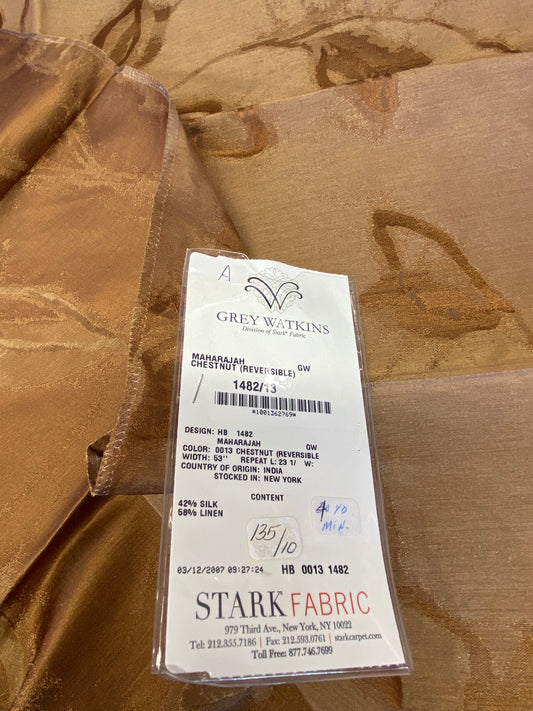 A
GREY WATKINS
Division of Stark® Fabric
MAHARAJAH GW
CHESTNUT (REVERSIBLE)
1482/13
*1001362769*
DESIGN: HB 1482
MAHARAJAH GW
COLOR: 0013 CHESTNUT (REVERSIBLE
WIDTH: 53'' REPEAT L: 23 1/ W:
COUNTRY OF ORIGIN: INDIA
STOCKED IN: NEW YORK
CONTENT
42% SILK
58% LINEN
135/10
YD
MIN.
03/12/2007 09:27:24 HB 0013 1482
STARK FABRIC
979 Third Ave., New York, NY 10022
Tel: 212.355.7186 | Fax: 212.593.0761 | starkcarpet.com
Toll Free: 877.746.7699